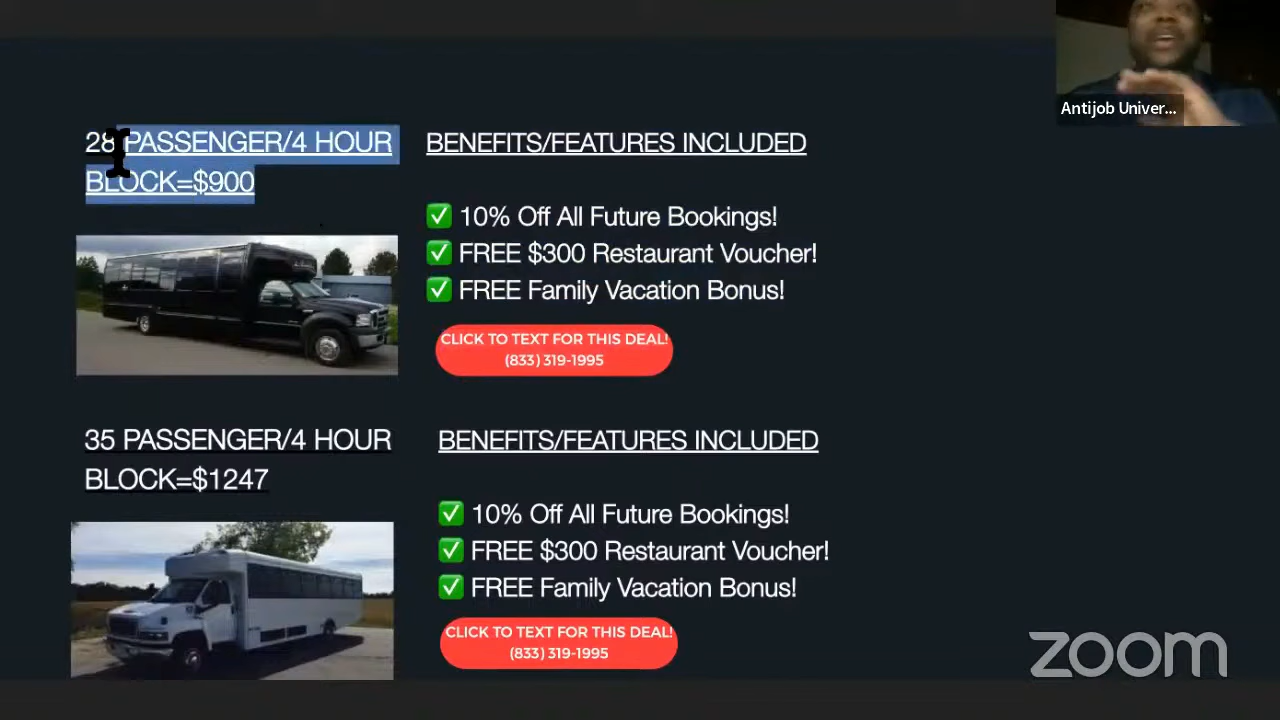 Antijob Univer...
28 PASSENGER/4 HOUR
BLOCK=$900
BENEFITS/FEATURES INCLUDED
✅ 10% Off All Future Bookings!
✅ FREE $300 Restaurant Voucher!
✅ FREE Family Vacation Bonus!
CLICK TO TEXT FOR THIS DEAL!
(833) 319-1995
35 PASSENGER/4 HOUR
BLOCK=$1247
BENEFITS/FEATURES INCLUDED
✅ 10% Off All Future Bookings!
✅ FREE $300 Restaurant Voucher!
✅ FREE Family Vacation Bonus!
CLICK TO TEXT FOR THIS DEAL!
(833) 319-1995
zoom